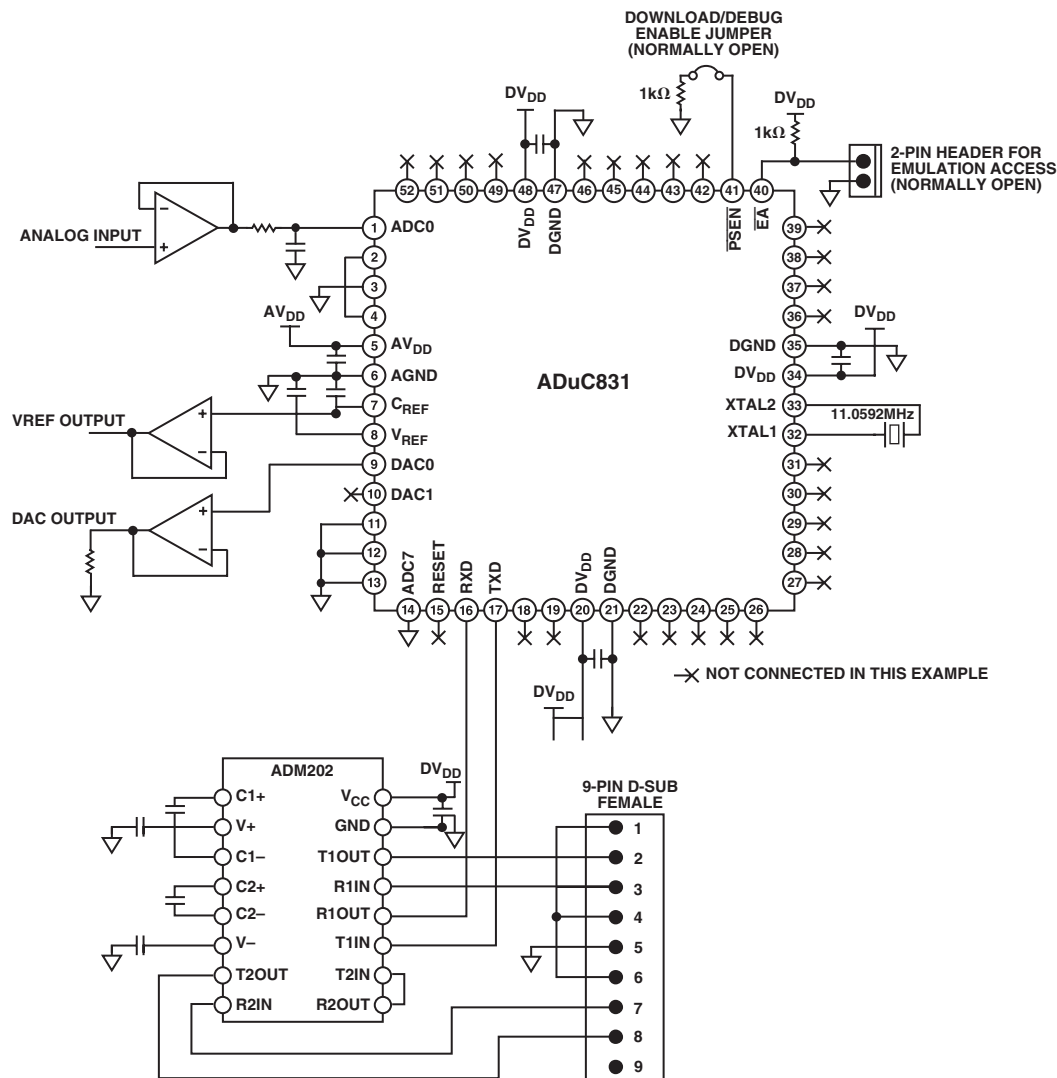 DOWNLOAD/DEBUG
ENABLE JUMPER
(NORMALLY OPEN)
1kΩ
DVDD
DVDD
1kΩ
2-PIN HEADER FOR
EMULATION ACCESS
(NORMALLY OPEN)
52 51 50 49 48 47 46 45 44 43 42 41 40
DVDD
DGND
PSEN
EA
ANALOG INPUT
−
+
1 ADC0
2
3
4
AVDD
5 AVDD
6 AGND
7 CREF
8 VREF
9 DAC0
10 DAC1
11
12
13
VREF OUTPUT
+
−
DAC OUTPUT
+
−
ADuC831
39
38
37
36
DVDD
DGND 35
DVDD 34
XTAL2 33
11.0592MHz
XTAL1 32
31
30
29
28
27
ADC7
RESET
RXD
TXD
DVDD
DGND
14 15 16 17 18 19 20 21 22 23 24 25 26
NOT CONNECTED IN THIS EXAMPLE
DVDD
ADM202
DVDD
C1+ VCC
V+ GND
C1− T1OUT
C2+ R1IN
C2− R1OUT
V− T1IN
T2OUT T2IN
R2IN R2OUT
9-PIN D-SUB
FEMALE
1
2
3
4
5
6
7
8
9